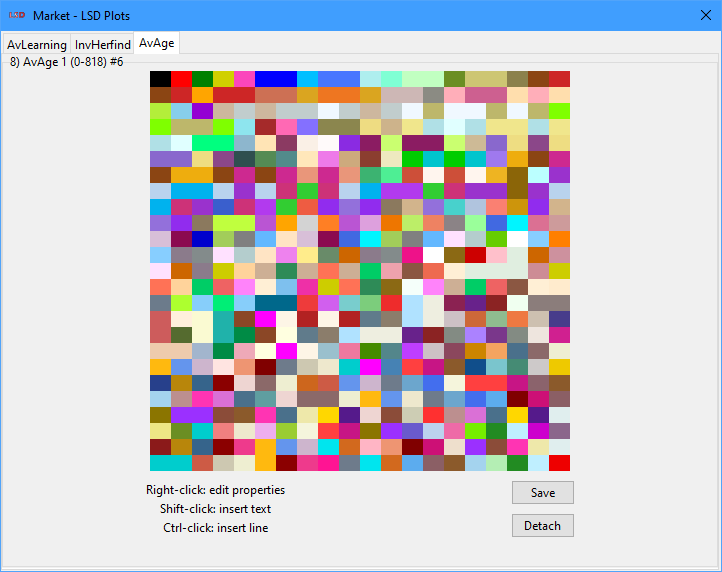 LSD Market - LSD Plots
AvLearning InvHerfind AvAge
8) AvAge 1 (0-818) #6
Right-click: edit properties
Shift-click: insert text
Ctrl-click: insert line
Save
Detach